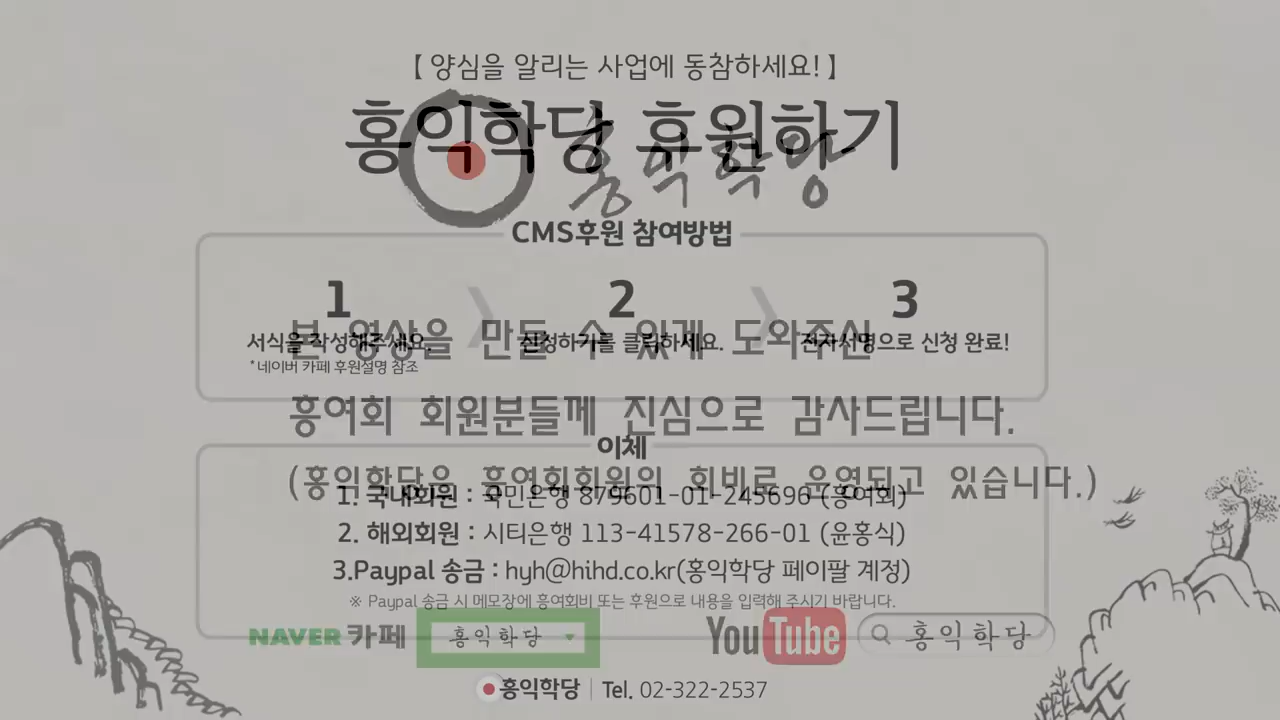 【 양심을 알리는 사업에 동참하세요! 】
홍익학당 후원하기
홍익학당
CMS후원 참여방법
1 2 3
서식을 작성해주세요. 신청하기를 클릭하세요. 전자서명으로 신청 완료!
*네이버 카페 후원설명 참조
본 영상을 만들 수 있게 도와주신
흥여회 회원분들께 진심으로 감사드립니다.
이체
(홍익학당은 흥여회회원의 회비로 운영되고 있습니다.)
1. 국내회원 : 국민은행 879601-01-245696 (흥여회)
2. 해외회원 : 시티은행 113-41578-266-01 (윤홍식)
3.Paypal 송금 : hyh@hihd.co.kr(홍익학당 페이팔 계정)
※ Paypal 송금 시 메모장에 흥여회비 또는 후원으로 내용을 입력해 주시기 바랍니다.
NAVER 카페 홍익학당 YouTube 홍익학당
홍익학당 | Tel. 02-322-2537